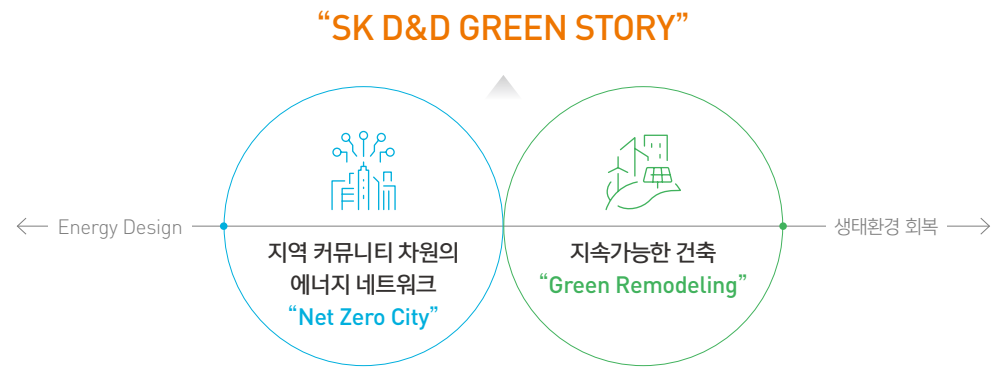 “SK D&D GREEN STORY”
Energy Design
지역 커뮤니티 차원의
에너지 네트워크
“Net Zero City”
지속가능한 건축
“Green Remodeling”
생태환경 회복